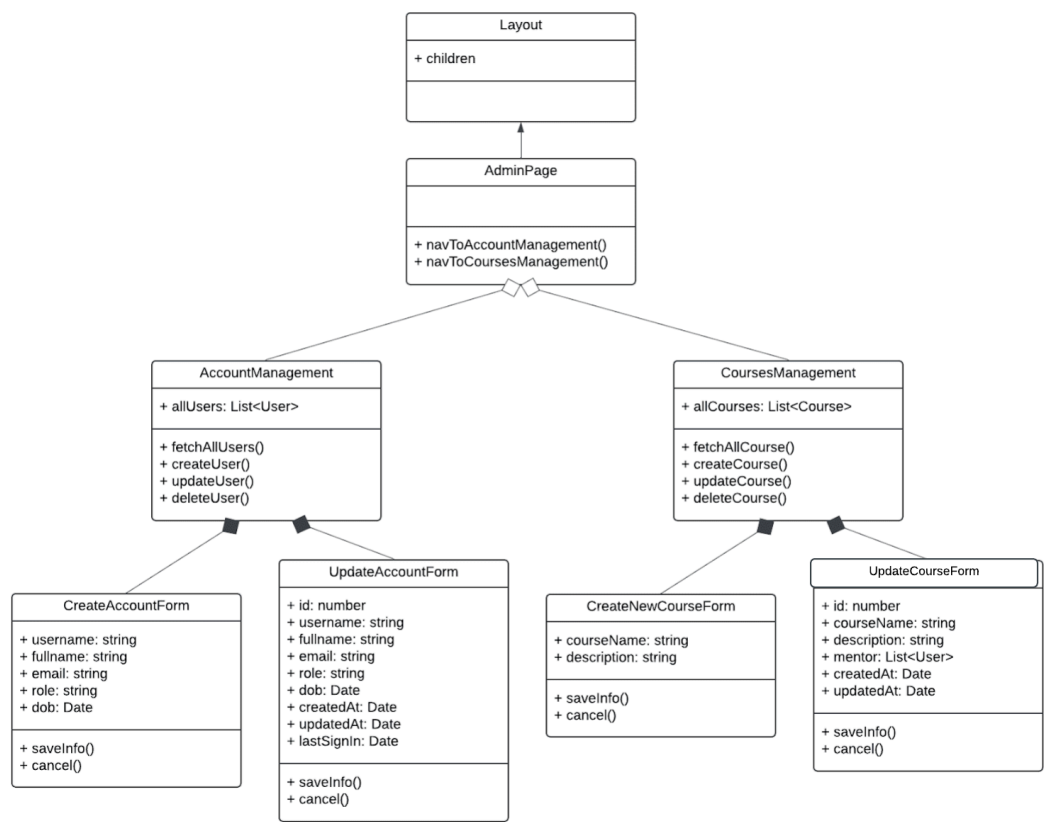 Layout
+ children
AdminPage
+ navToAccountManagement()
+ navToCoursesManagement()
AccountManagement
+ allUsers: List<User>
+ fetchAllUsers()
+ createUser()
+ updateUser()
+ deleteUser()
CoursesManagement
+ allCourses: List<Course>
+ fetchAllCourse()
+ createCourse()
+ updateCourse()
+ deleteCourse()
CreateAccountForm
+ username: string
+ fullname: string
+ email: string
+ role: string
+ dob: Date
+ saveInfo()
+ cancel()
UpdateAccountForm
+ id: number
+ username: string
+ fullname: string
+ email: string
+ role: string
+ dob: Date
+ createdAt: Date
+ updatedAt: Date
+ lastSignIn: Date
+ saveInfo()
+ cancel()
CreateNewCourseForm
+ courseName: string
+ description: string
+ saveInfo()
+ cancel()
UpdateCourseForm
+ id: number
+ courseName: string
+ description: string
+ mentor: List<User>
+ createdAt: Date
+ updatedAt: Date
+ saveInfo()
+ cancel()